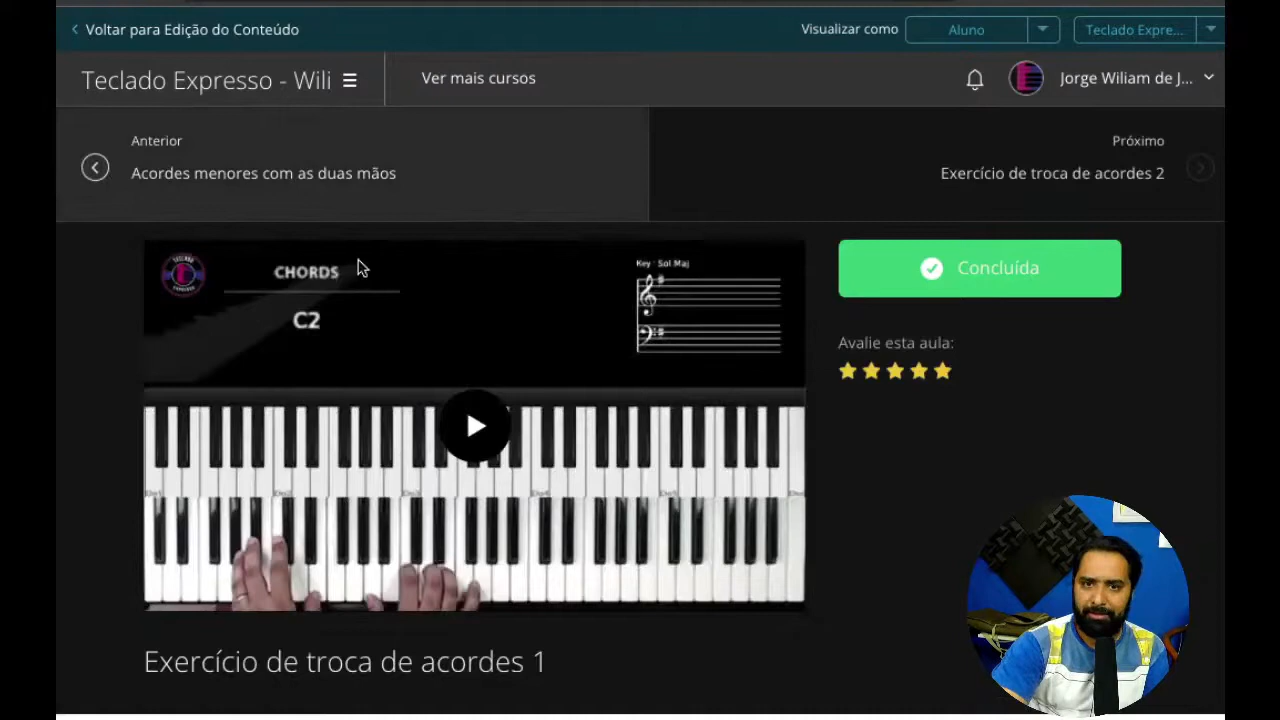 Voltar para Edição do Conteúdo
Visualizar como
Aluno
Teclado Expre...
Teclado Expresso - Wili
Ver mais cursos
Jorge Wiliam de J...
Anterior
Acordes menores com as duas mãos
Próximo
Exercício de troca de acordes 2
TECLADO
EXPRESSO
CHORDS
C2
Key : Sol Maj
Concluída
Avalie esta aula:
Exercício de troca de acordes 1